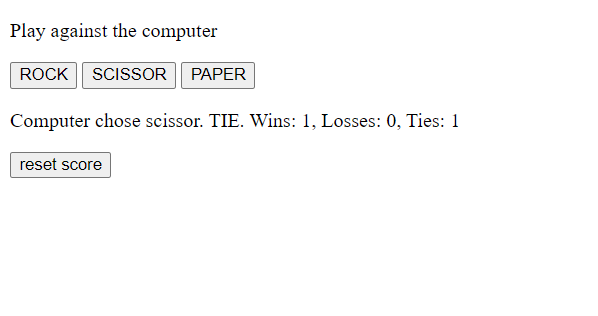 Play against the computer
ROCK SCISSOR PAPER
Computer chose scissor. TIE. Wins: 1, Losses: 0, Ties: 1
reset score